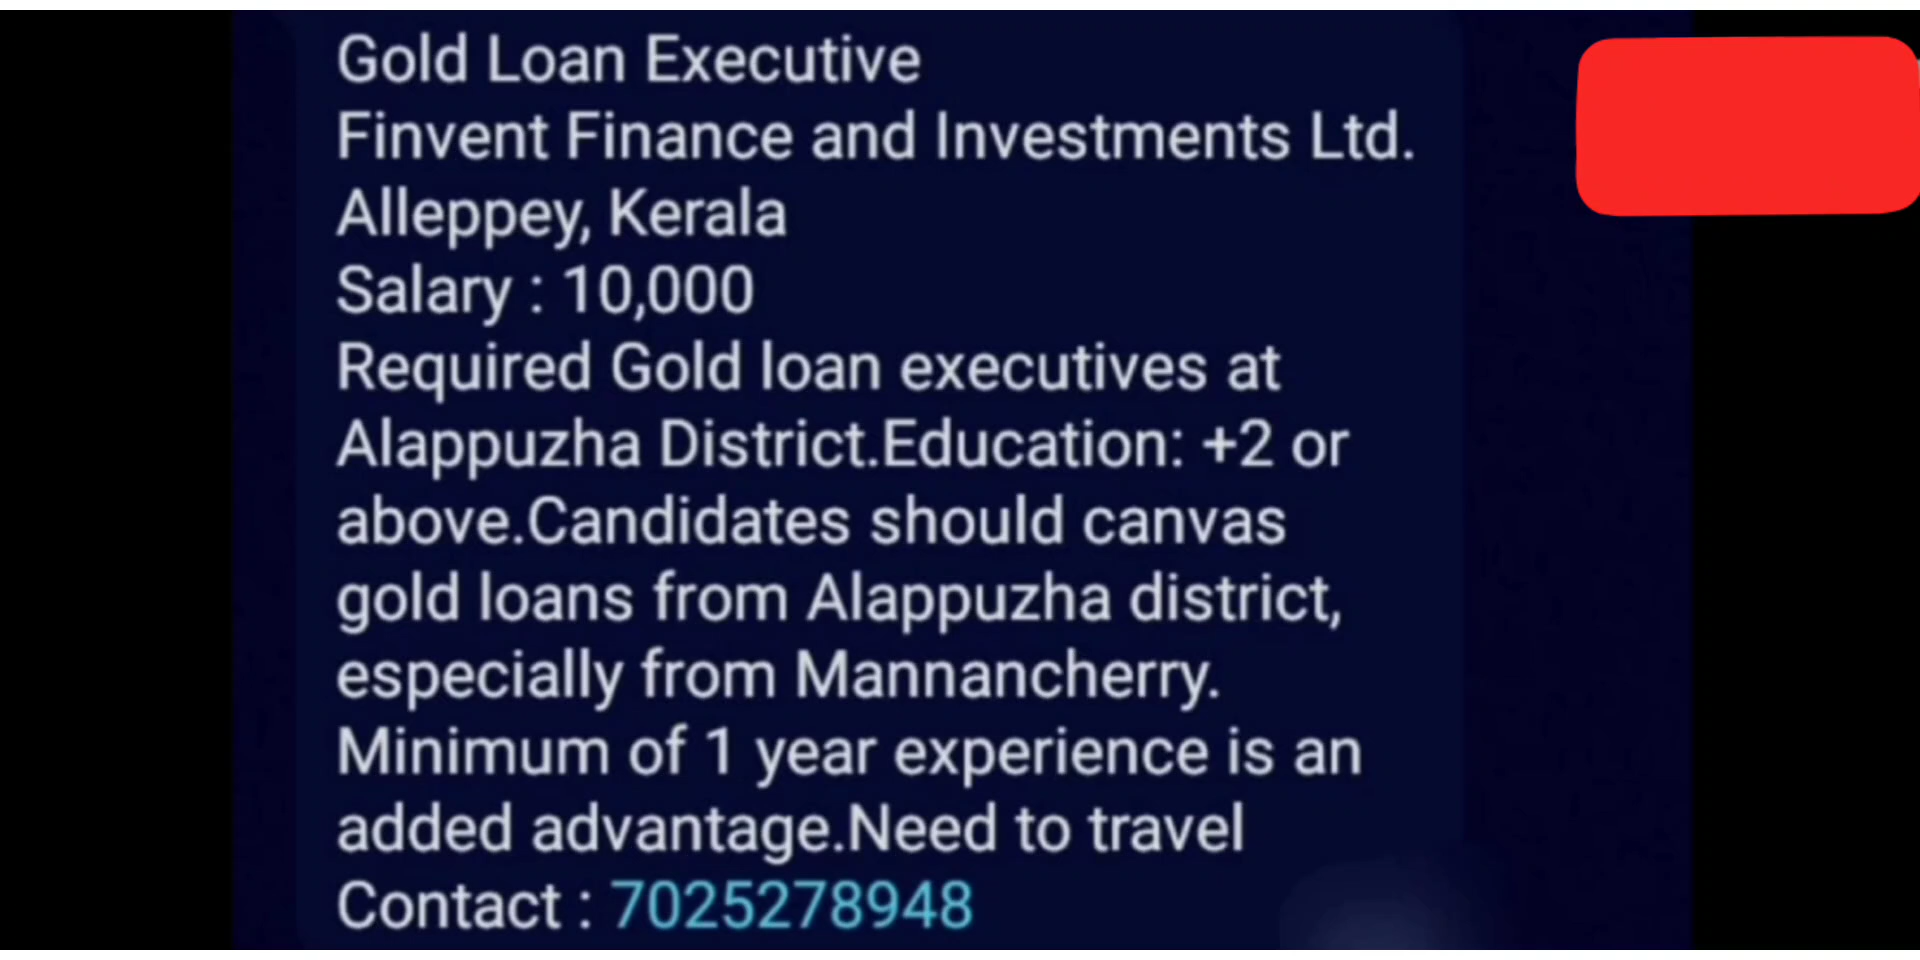 Gold Loan Executive
Finvent Finance and Investments Ltd.
Alleppey, Kerala
Salary : 10,000
Required Gold loan executives at
Alappuzha District.Education: +2 or
above.Candidates should canvas
gold loans from Alappuzha district,
especially from Mannancherry.
Minimum of 1 year experience is an
added advantage.Need to travel
Contact : 7025278948